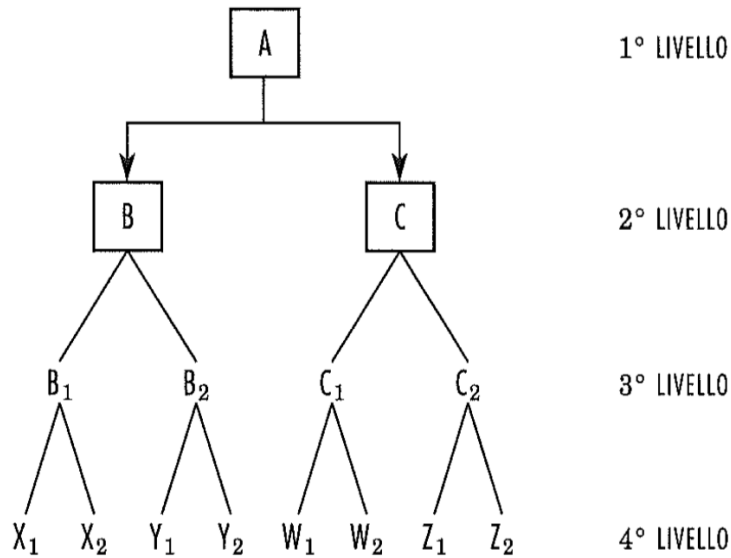 A 1° LIVELLO
B C 2° LIVELLO
B₁ B₂ C₁ C₂ 3° LIVELLO
X₁ X₂ Y₁ Y₂ W₁ W₂ Z₁ Z₂ 4° LIVELLO